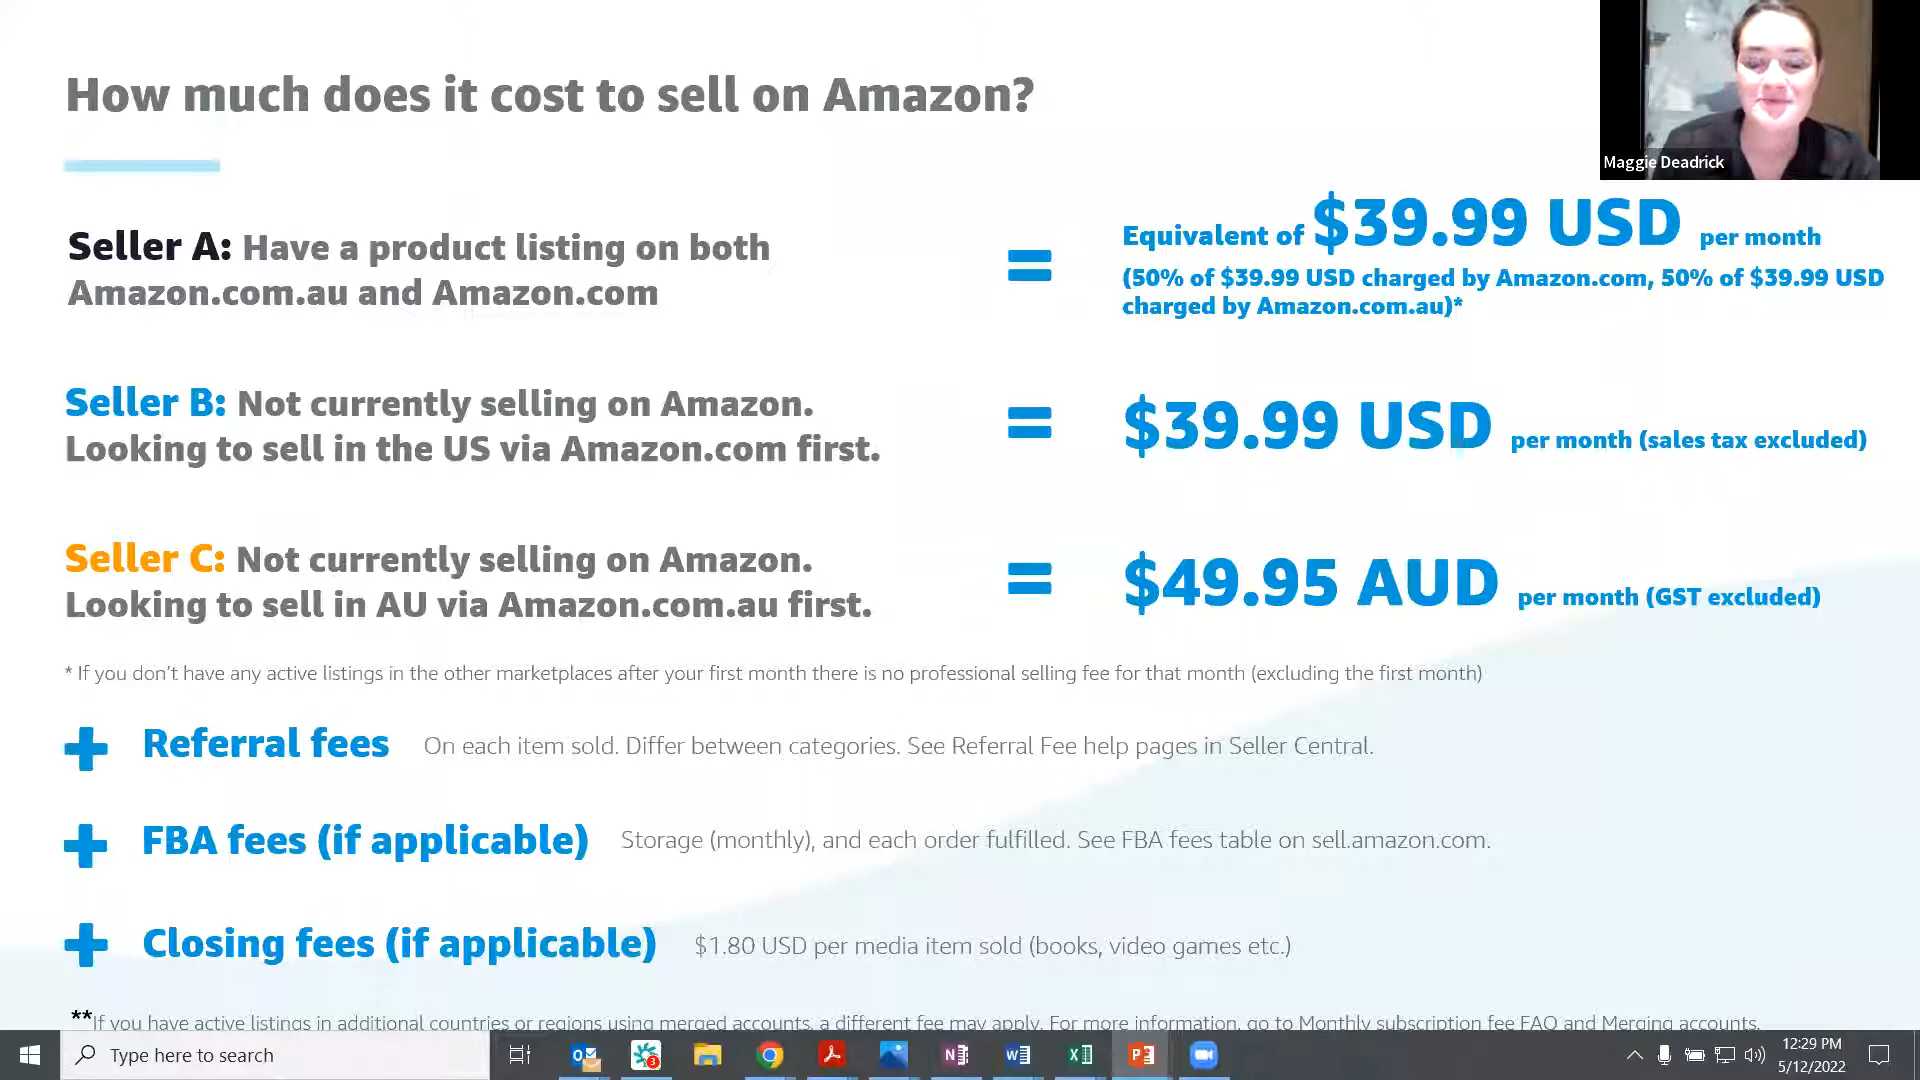 How much does it cost to sell on Amazon?
Maggie Deadrick
Seller A: Have a product listing on both
Amazon.com.au and Amazon.com
=
Equivalent of $39.99 USD per month
(50% of $39.99 USD charged by Amazon.com, 50% of $39.99 USD
charged by Amazon.com.au)*
Seller B: Not currently selling on Amazon.
Looking to sell in the US via Amazon.com first.
=
$39.99 USD per month (sales tax excluded)
Seller C: Not currently selling on Amazon.
Looking to sell in AU via Amazon.com.au first.
=
$49.95 AUD per month (GST excluded)
* If you don’t have any active listings in the other marketplaces after your first month there is no professional selling fee for that month (excluding the first month)
+ Referral fees On each item sold. Differ between categories. See Referral Fee help pages in Seller Central.
+ FBA fees (if applicable) Storage (monthly), and each order fulfilled. See FBA fees table on sell.amazon.com.
+ Closing fees (if applicable) $1.80 USD per media item sold (books, video games etc.)
**If you have active listings in additional countries or regions using merged accounts, a different fee may apply. For more information, go to Monthly subscription fee FAQ and Merging accounts.
Type here to search
3
12:29 PM
5/12/2022